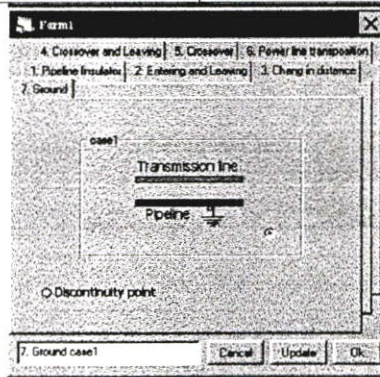 Form1
4. Crossover and Leaving 5. Crossover 6. Power line transposition
1. Pipeline Insulator 2. Entering and Leaving 3. Chang in distance
7. Ground
case1
Transmission line
Pipeline
Discontinuity point
7. Ground case1 Cancel Update Ok